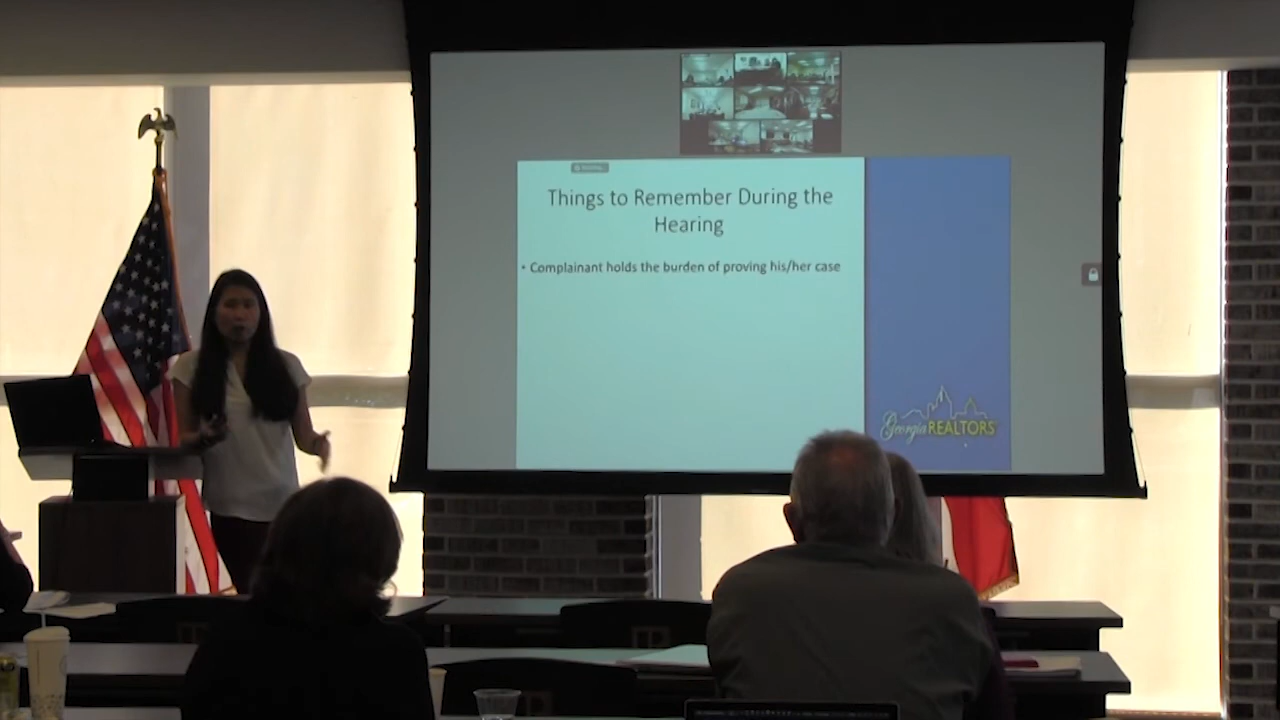 Things to Remember During the
Hearing
• Complainant holds the burden of proving his/her case
Georgia REALTORS